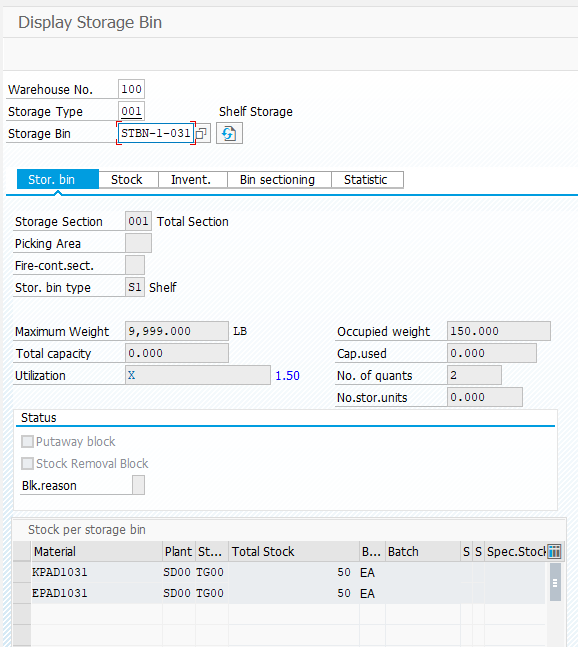 Display Storage Bin
Warehouse No. 100
Storage Type 001 Shelf Storage
Storage Bin STBN-1-031
Stor. bin Stock Invent. Bin sectioning Statistic
Storage Section 001 Total Section
Picking Area
Fire-cont.sect.
Stor. bin type S1 Shelf
Maximum Weight 9,999.000 LB Occupied weight 150.000
Total capacity 0.000 Cap.used 0.000
Utilization X 1.50 No. of quants 2
No.stor.units 0.000
Status
Putaway block
Stock Removal Block
Blk.reason
Stock per storage bin
Material Plant St... Total Stock B... Batch S S Spec.Stock
KPAD1031 SD00 TG00 50 EA
EPAD1031 SD00 TG00 50 EA